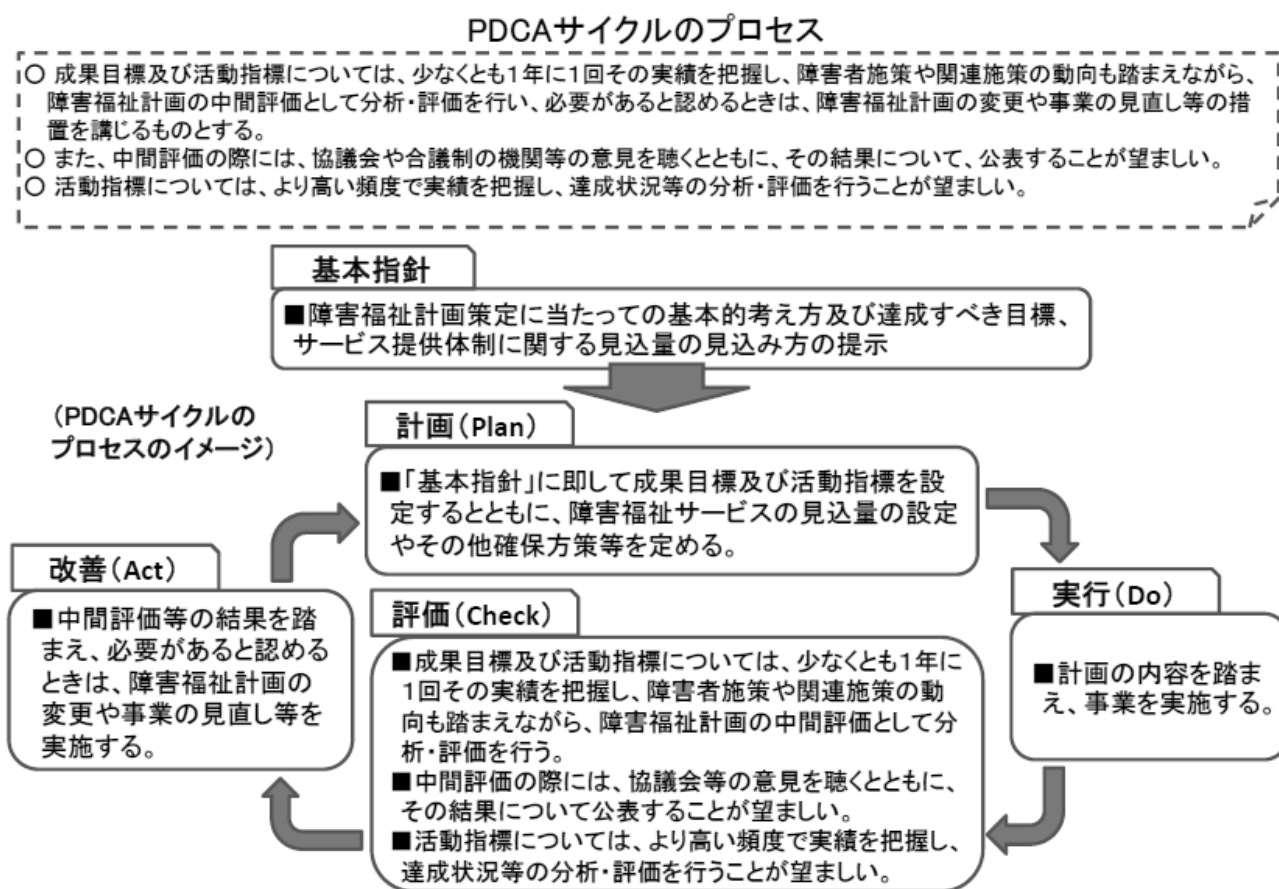 PDCAサイクルのプロセス
○ 成果目標及び活動指標については、少なくとも1年に1回その実績を把握し、障害者施策や関連施策の動向も踏まえながら、
障害福祉計画の中間評価として分析・評価を行い、必要があると認めるときは、障害福祉計画の変更や事業の見直し等の措
置を講じるものとする。
○ また、中間評価の際には、協議会や合議制の機関等の意見を聴くとともに、その結果について、公表することが望ましい。
○ 活動指標については、より高い頻度で実績を把握し、達成状況等の分析・評価を行うことが望ましい。
基本指針
■障害福祉計画策定に当たっての基本的考え方及び達成すべき目標、
サービス提供体制に関する見込量の見込み方の提示
(PDCAサイクルの
プロセスのイメージ)
計画(Plan)
■「基本指針」に即して成果目標及び活動指標を設
定するとともに、障害福祉サービスの見込量の設定
やその他確保方策等を定める。
改善(Act)
■中間評価等の結果を踏
まえ、必要があると認める
ときは、障害福祉計画の
変更や事業の見直し等を
実施する。
評価(Check)
■成果目標及び活動指標については、少なくとも1年に
1回その実績を把握し、障害者施策や関連施策の動
向も踏まえながら、障害福祉計画の中間評価として分
析・評価を行う。
■中間評価の際には、協議会等の意見を聴くとともに、
その結果について公表することが望ましい。
■活動指標については、より高い頻度で実績を把握し、
達成状況等の分析・評価を行うことが望ましい。
実行(Do)
■計画の内容を踏ま
え、事業を実施する。